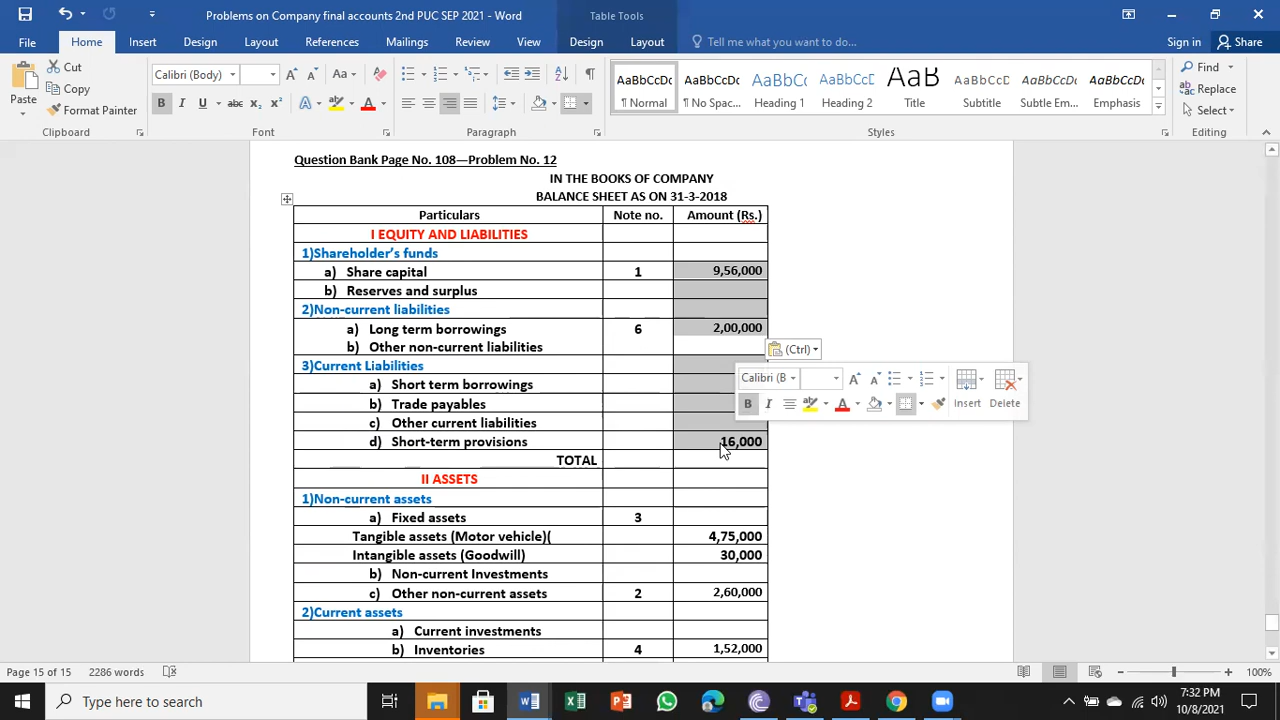 Problems on Company final accounts 2nd PUC SEP 2021 - Word
Table Tools
File Home Insert Design Layout References Mailings Review View Design Layout Tell me what you want to do... Sign in Share
Paste Cut Copy Format Painter Clipboard
Calibri (Body) Font
Paragraph
AaBbCcDc AaBbCcDc AaBbCc AaBbCcC AaB AaBbCcD AaBbCcDc AaBbCcDc
¶ Normal ¶ No Spac... Heading 1 Heading 2 Title Subtitle Subtle Em... Emphasis
Styles
Find Replace Select Editing
Question Bank Page No. 108—Problem No. 12
IN THE BOOKS OF COMPANY
BALANCE SHEET AS ON 31-3-2018
Particulars Note no. Amount (Rs.)
I EQUITY AND LIABILITIES
1)Shareholder's funds
a) Share capital 1 9,56,000
b) Reserves and surplus
2)Non-current liabilities
a) Long term borrowings 6 2,00,000
b) Other non-current liabilities
(Ctrl)
3)Current Liabilities
a) Short term borrowings
b) Trade payables
c) Other current liabilities
d) Short-term provisions 16,000
Calibri (B
Insert Delete
TOTAL
II ASSETS
1)Non-current assets
a) Fixed assets 3
Tangible assets (Motor vehicle)( 4,75,000
Intangible assets (Goodwill) 30,000
b) Non-current Investments
c) Other non-current assets 2 2,60,000
2)Current assets
a) Current investments
b) Inventories 4 1,52,000
Page 15 of 15 2286 words 100%
Type here to search
7:32 PM
10/8/2021